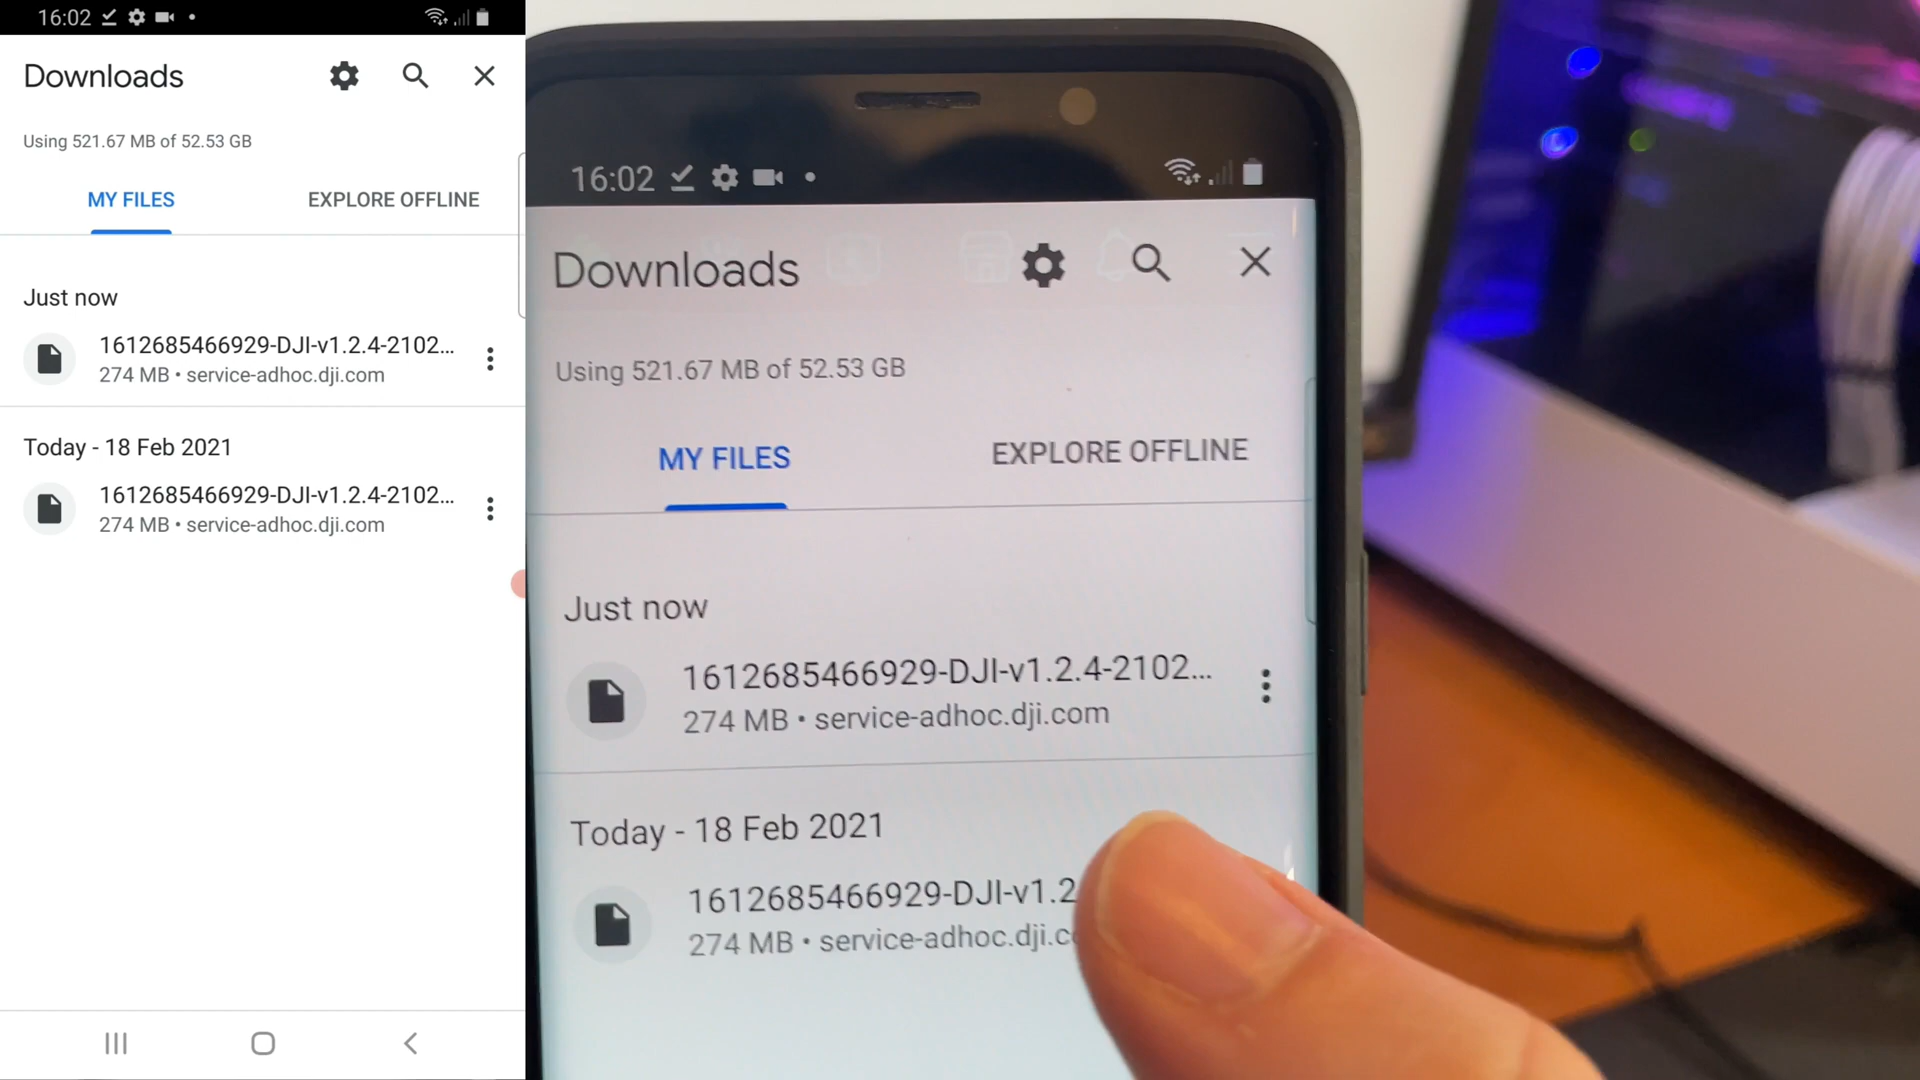 16:02
Downloads
Using 521.67 MB of 52.53 GB
MY FILES EXPLORE OFFLINE
Just now
1612685466929-DJI-v1.2.4-2102...
274 MB • service-adhoc.dji.com
Today - 18 Feb 2021
1612685466929-DJI-v1.2.4-2102...
274 MB • service-adhoc.dji.com
16:02
Downloads
Using 521.67 MB of 52.53 GB
MY FILES EXPLORE OFFLINE
Just now
1612685466929-DJI-v1.2.4-2102...
274 MB • service-adhoc.dji.com
Today - 18 Feb 2021
1612685466929-DJI-v1.2
274 MB • service-adhoc.dji.c